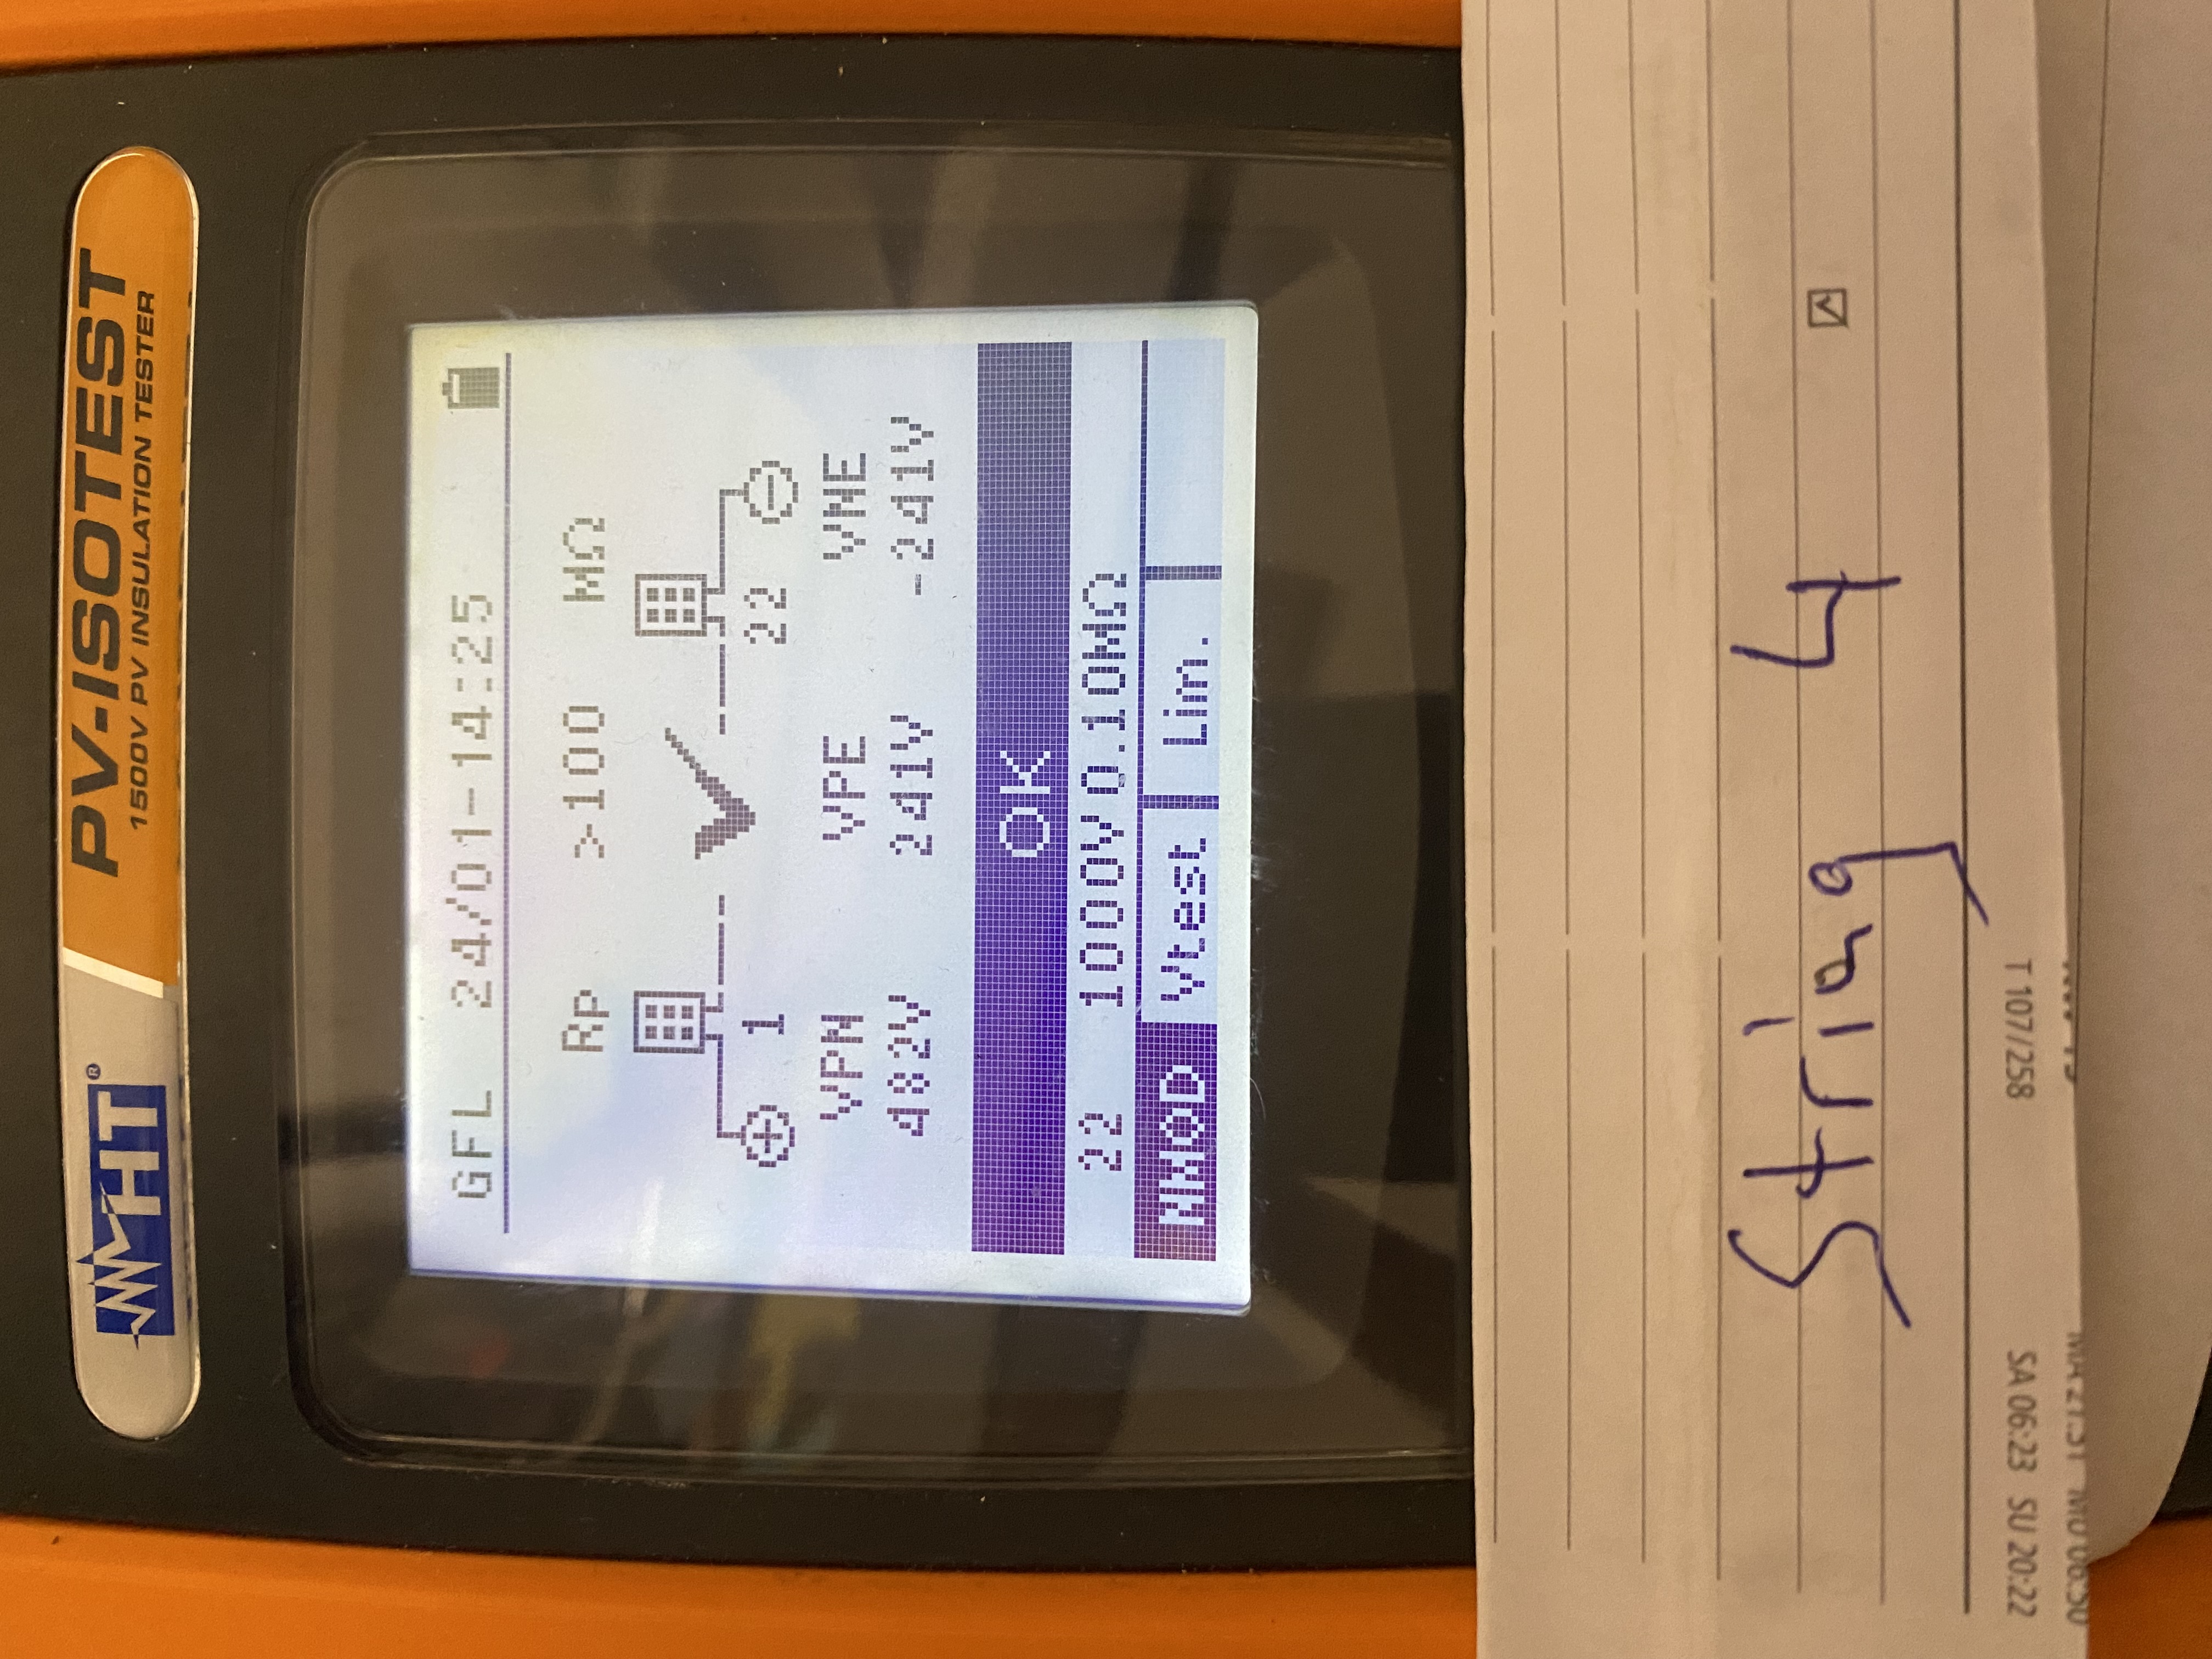 HT®
PV-ISOTEST
1500V PV INSULATION TESTER
GFL 24/01-14:25
Rp >100 MΩ
1 22
VPN VPE VNE
482V 241V -241V
OK
22 1000V 0.10MΩ
NMOD Vtest Lim.
String 4
SA 06:23 SU 20:22
T 107/258